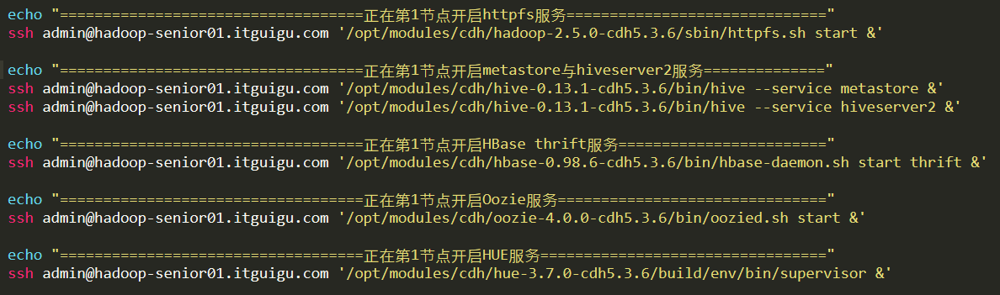 echo "===================================正在第1节点开启httpfs服务=============================="
ssh admin@hadoop-senior01.itguigu.com '/opt/modules/cdh/hadoop-2.5.0-cdh5.3.6/sbin/httpfs.sh start &'
echo "===================================正在第1节点开启metastore与hiveserver2服务=============="
ssh admin@hadoop-senior01.itguigu.com '/opt/modules/cdh/hive-0.13.1-cdh5.3.6/bin/hive --service metastore &'
ssh admin@hadoop-senior01.itguigu.com '/opt/modules/cdh/hive-0.13.1-cdh5.3.6/bin/hive --service hiveserver2 &'
echo "===================================正在第1节点开启HBase thrift服务========================"
ssh admin@hadoop-senior01.itguigu.com '/opt/modules/cdh/hbase-0.98.6-cdh5.3.6/bin/hbase-daemon.sh start thrift &'
echo "===================================正在第1节点开启Oozie服务==============================="
ssh admin@hadoop-senior01.itguigu.com '/opt/modules/cdh/oozie-4.0.0-cdh5.3.6/bin/oozied.sh start &'
echo "===================================正在第1节点开启HUE服务================================="
ssh admin@hadoop-senior01.itguigu.com '/opt/modules/cdh/hue-3.7.0-cdh5.3.6/build/env/bin/supervisor &'